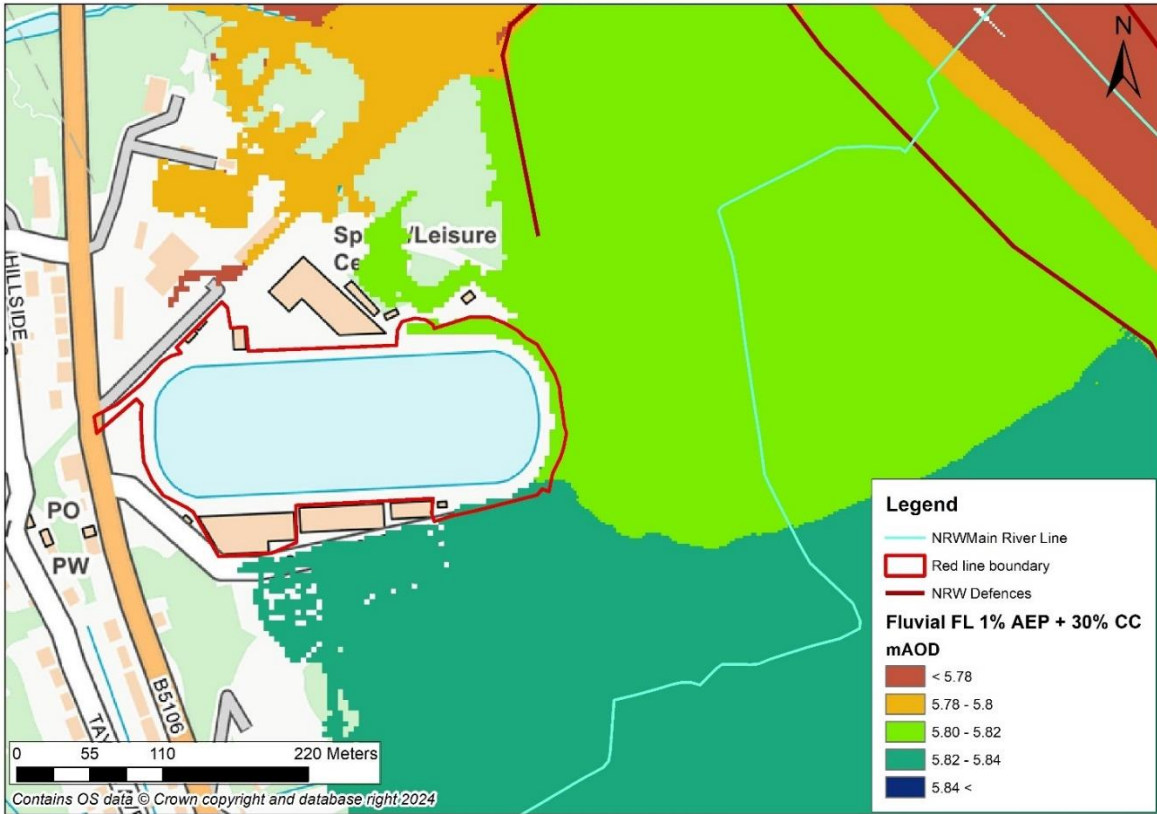 N
Sp /Leisure
Ce
HILLSIDE
PO
PW
B5106
TAY
Legend
NRWMain River Line
Red line boundary
NRW Defences
Fluvial FL 1% AEP + 30% CC
mAOD
< 5.78
5.78 - 5.8
5.80 - 5.82
5.82 - 5.84
5.84 <
0 55 110 220 Meters
Contains OS data © Crown copyright and database right 2024